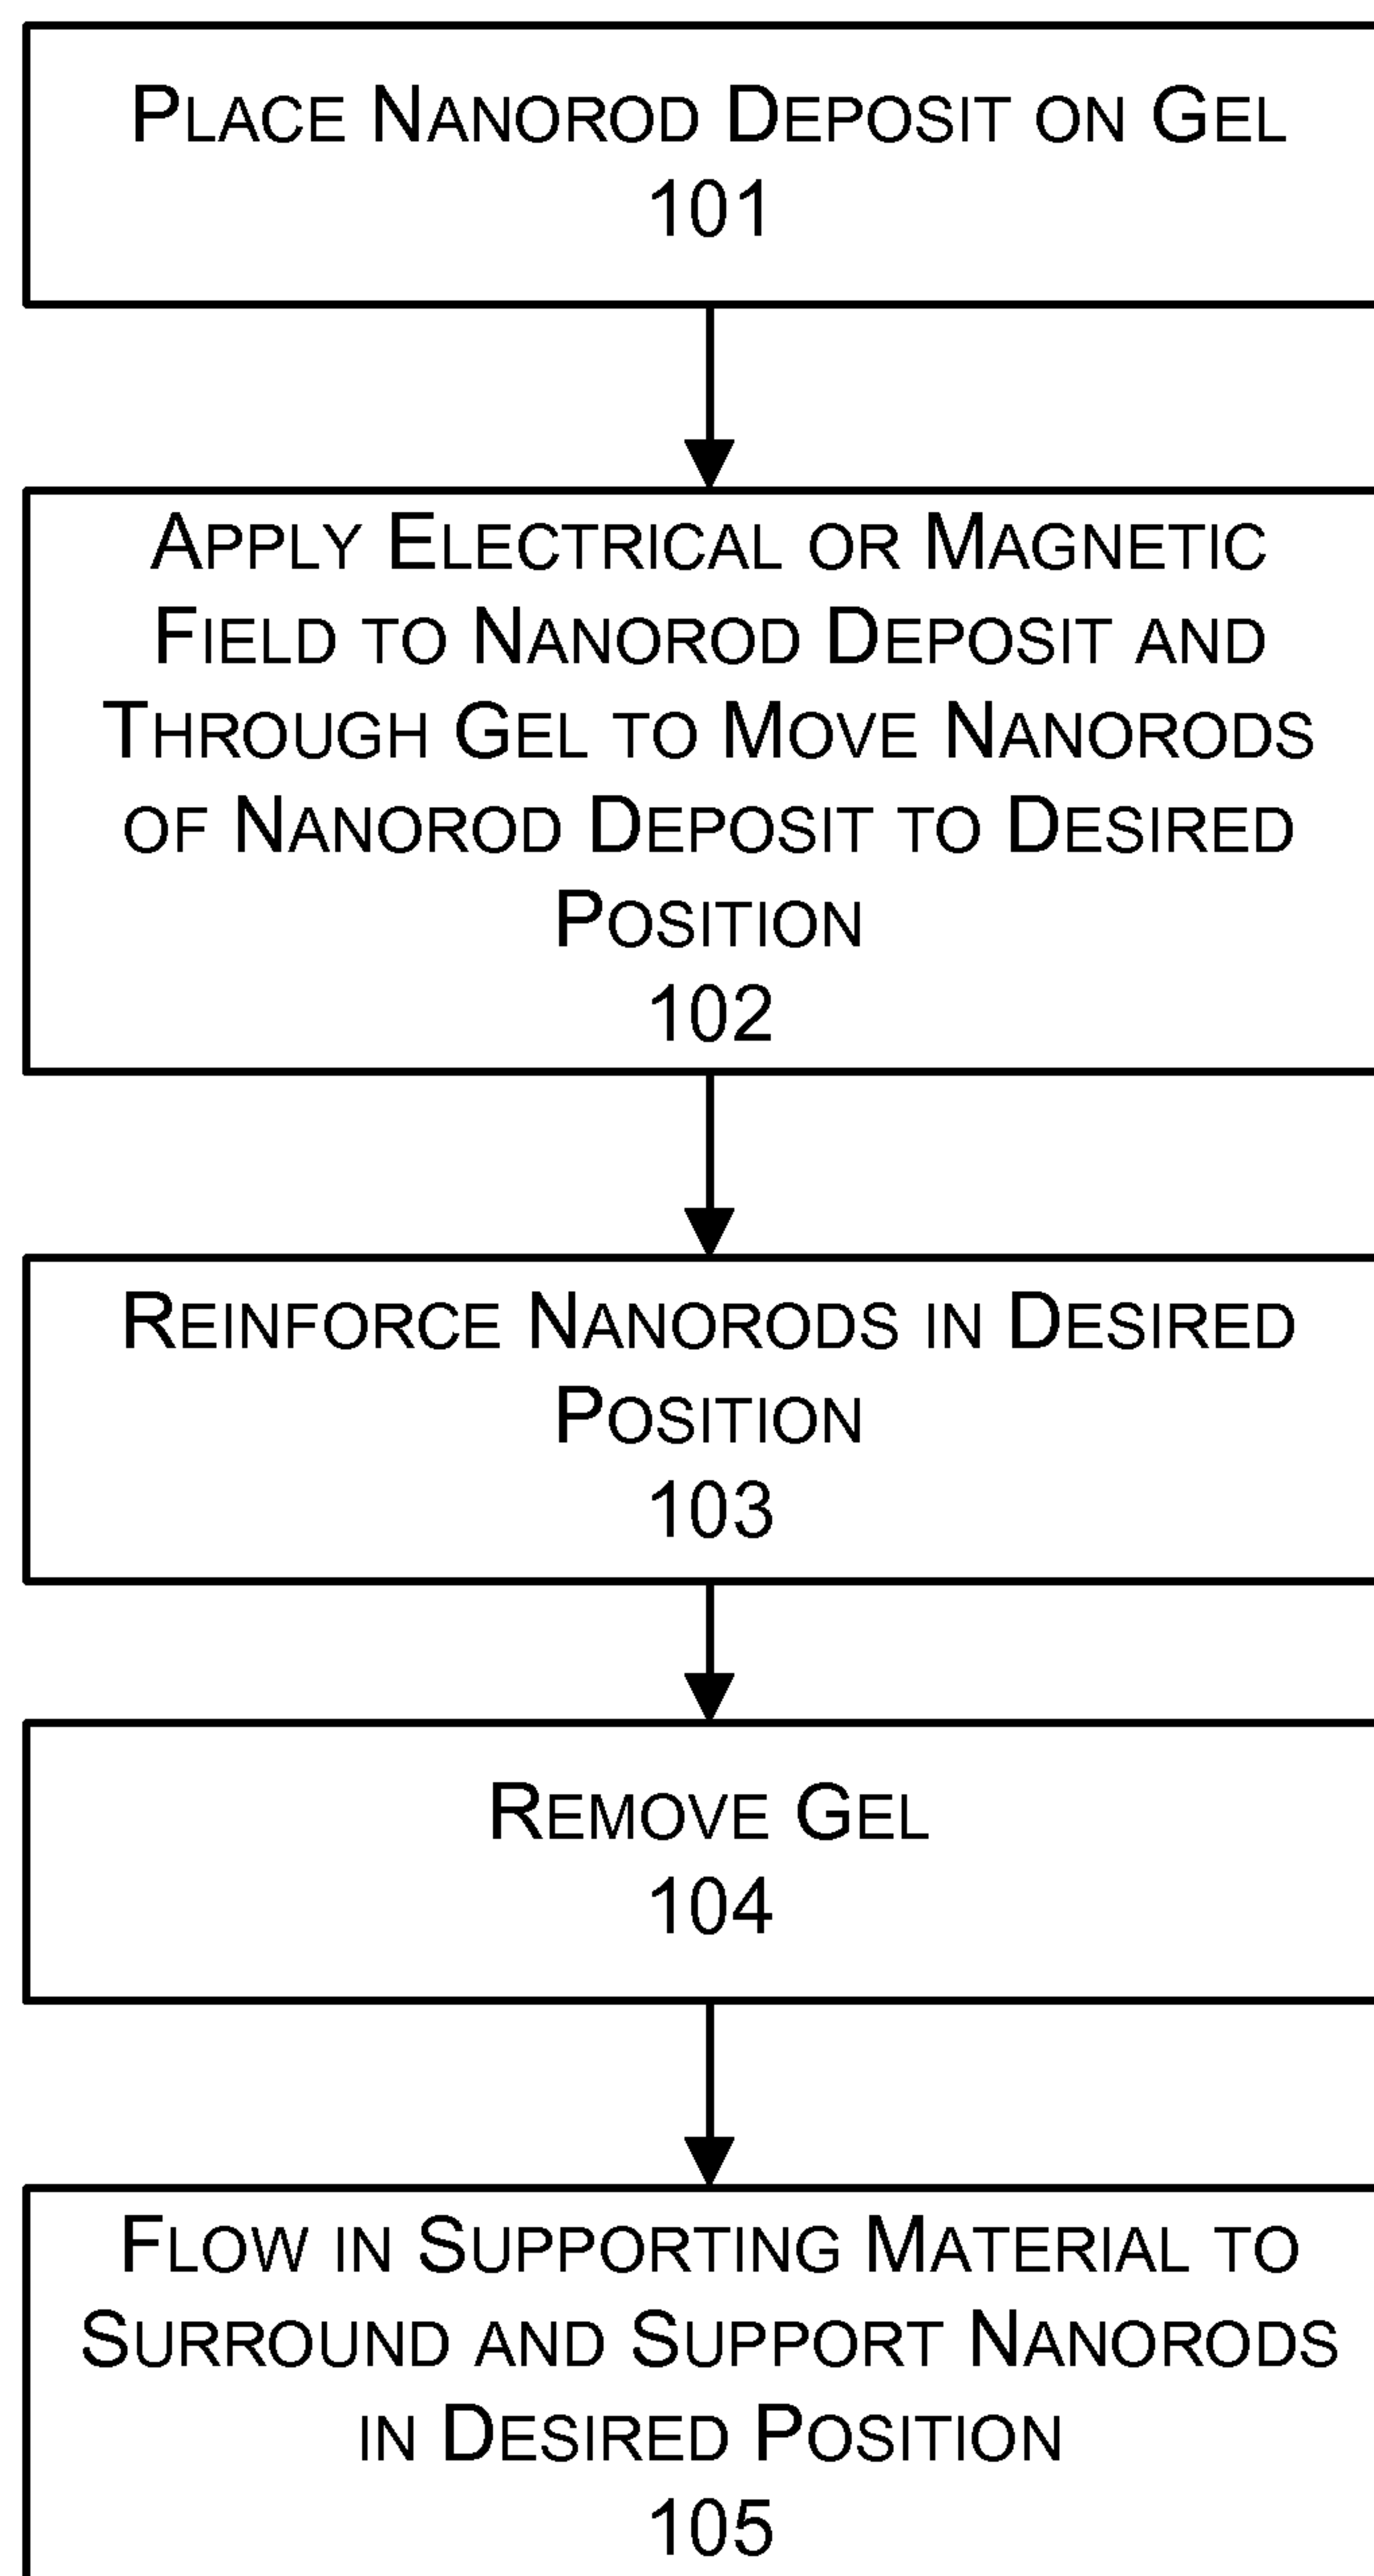 Place Nanorod Deposit on Gel
101
Apply Electrical or Magnetic
Field to Nanorod Deposit and
Through Gel to Move Nanorods
of Nanorod Deposit to Desired
Position
102
Reinforce Nanorods in Desired
Position
103
Remove Gel
104
Flow in Supporting Material to
Surround and Support Nanorods
in Desired Position
105